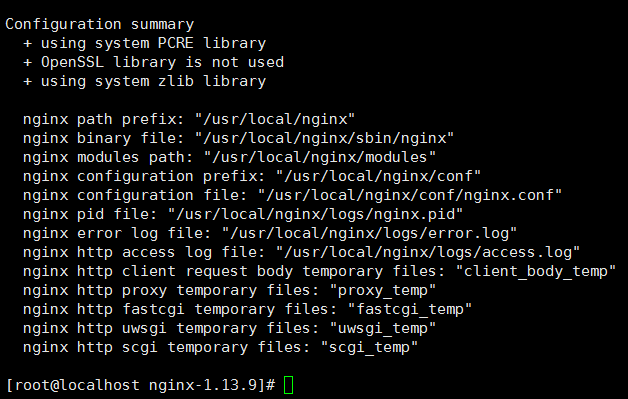 Configuration summary
+ using system PCRE library
+ OpenSSL library is not used
+ using system zlib library
nginx path prefix: "/usr/local/nginx"
nginx binary file: "/usr/local/nginx/sbin/nginx"
nginx modules path: "/usr/local/nginx/modules"
nginx configuration prefix: "/usr/local/nginx/conf"
nginx configuration file: "/usr/local/nginx/conf/nginx.conf"
nginx pid file: "/usr/local/nginx/logs/nginx.pid"
nginx error log file: "/usr/local/nginx/logs/error.log"
nginx http access log file: "/usr/local/nginx/logs/access.log"
nginx http client request body temporary files: "client_body_temp"
nginx http proxy temporary files: "proxy_temp"
nginx http fastcgi temporary files: "fastcgi_temp"
nginx http uwsgi temporary files: "uwsgi_temp"
nginx http scgi temporary files: "scgi_temp"
[root@localhost nginx-1.13.9]#